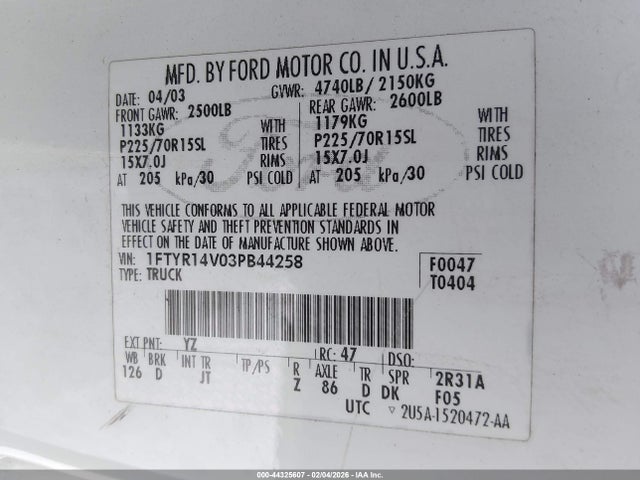 MFD. BY FORD MOTOR CO. IN U.S.A.
DATE: 04/03 GVWR: 4740LB/ 2150KG
FRONT GAWR: 2500LB REAR GAWR: 2600LB
1133KG WITH 1179KG WITH
P225/70R15SL TIRES P225/70R15SL TIRES
15X7.0J RIMS 15X7.0J RIMS
AT 205 kPa/30 PSI COLD AT 205 kPa/30 PSI COLD
Ford
THIS VEHICLE CONFORMS TO ALL APPLICABLE FEDERAL MOTOR
VEHICLE SAFETY AND THEFT PREVENTION STANDARDS IN
EFFECT ON THE DATE OF MANUFACTURE SHOWN ABOVE.
VIN: 1FTYR14V03PB44258 F0047
TYPE: TRUCK T0404
EXT PNT: YZ RC: 47 DSO:
WB BRK INT TR TP/PS R AXLE TR SPR 2R31A
126 D JT Z 86 D DK F05
UTC ▽ 2U5A-1520472-AA
000-44325607 - 02/04/2026 - IAAI.com